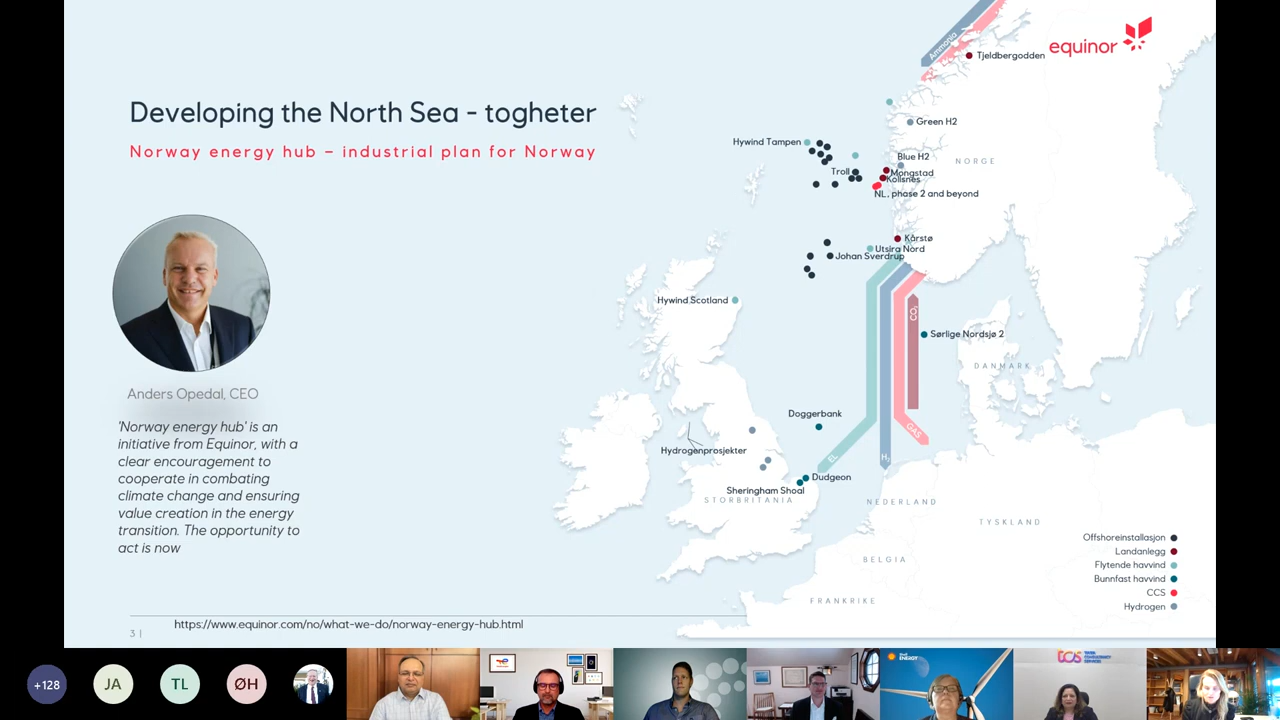 equinor
Developing the North Sea - togheter
Norway energy hub – industrial plan for Norway
Anders Opedal, CEO
'Norway energy hub' is an
initiative from Equinor, with a
clear encouragement to
cooperate in combating
climate change and ensuring
value creation in the energy
transition. The opportunity to
act is now
Ammonia
Tjeldbergodden
Green H2
Hywind Tampen
Blue H2
NORGE
Troll
Mongstad
Kollsnes
NL, phase 2 and beyond
Kårstø
Utsira Nord
Johan Sverdrup
Hywind Scotland
CO₂
Sørlige Nordsjø 2
DANMARK
Doggerbank
GAS
Hydrogenprosjekter
EL
H₂
Dudgeon
Sheringham Shoal
STORBRITANIA
NEDERLAND
TYSKLAND
BELGIA
FRANKRIKE
Offshoreinstallasjon
Landanlegg
Flytende havvind
Bunnfast havvind
CCS
Hydrogen
https://www.equinor.com/no/what-we-do/norway-energy-hub.html
3 |
+128
JA
TL
ØH
ENERGY
tcs